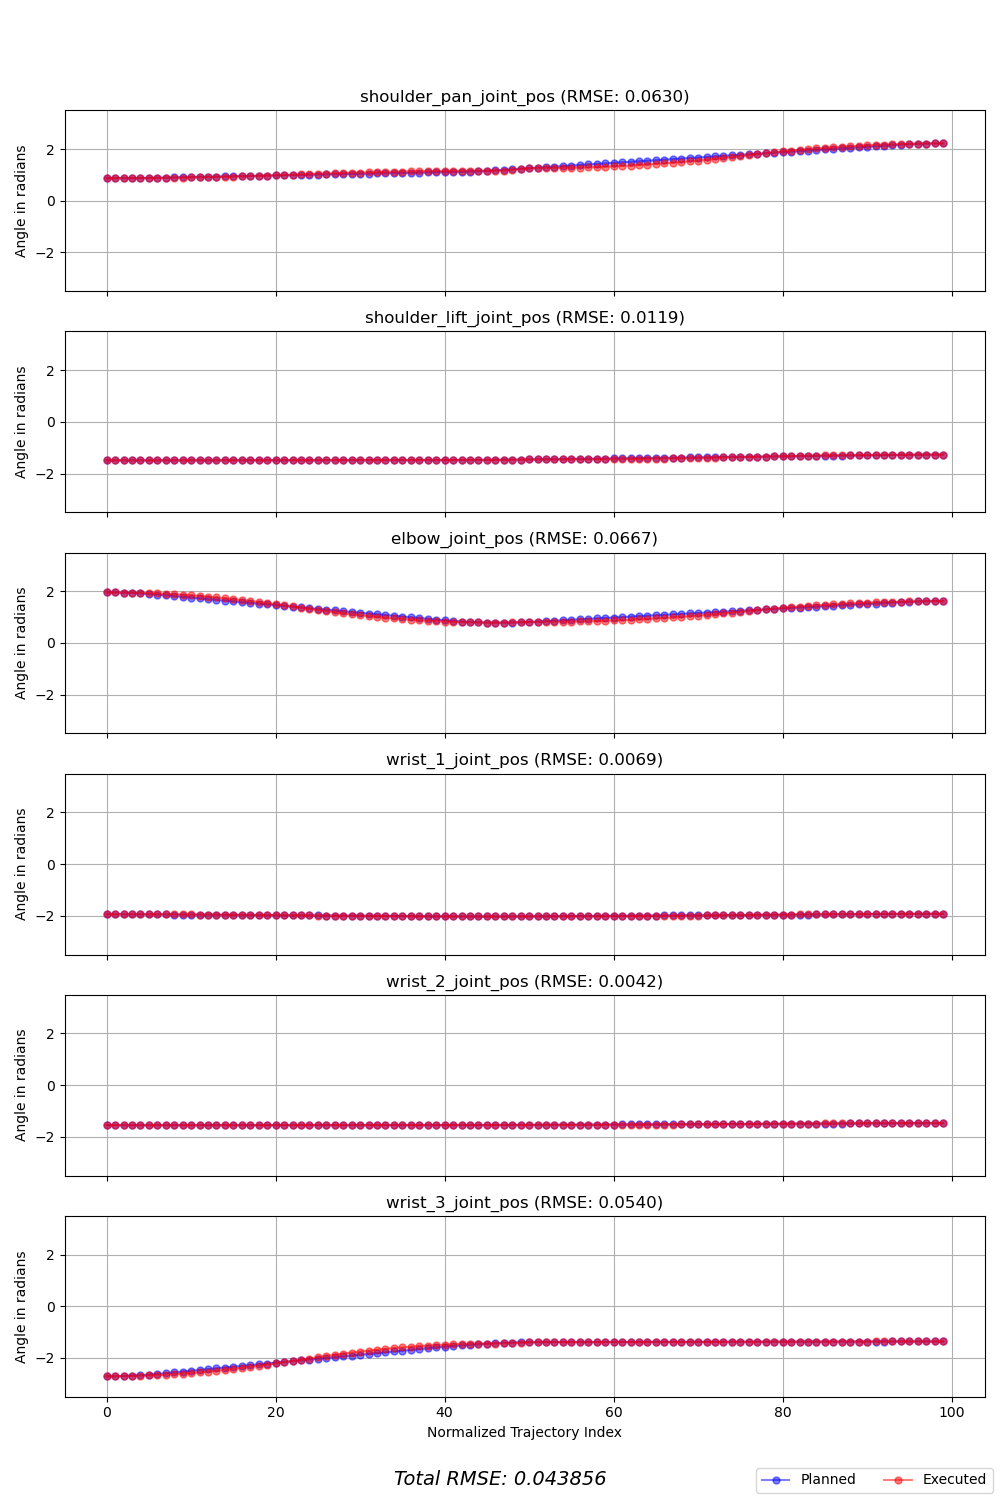 shoulder_pan_joint_pos (RMSE: 0.0630)
Angle in radians
2
0
−2
shoulder_lift_joint_pos (RMSE: 0.0119)
Angle in radians
2
0
−2
elbow_joint_pos (RMSE: 0.0667)
Angle in radians
2
0
−2
wrist_1_joint_pos (RMSE: 0.0069)
Angle in radians
2
0
−2
wrist_2_joint_pos (RMSE: 0.0042)
Angle in radians
2
0
−2
wrist_3_joint_pos (RMSE: 0.0540)
Angle in radians
2
0
−2
0 20 40 60 80 100
Normalized Trajectory Index
Total RMSE: 0.043856
Planned Executed